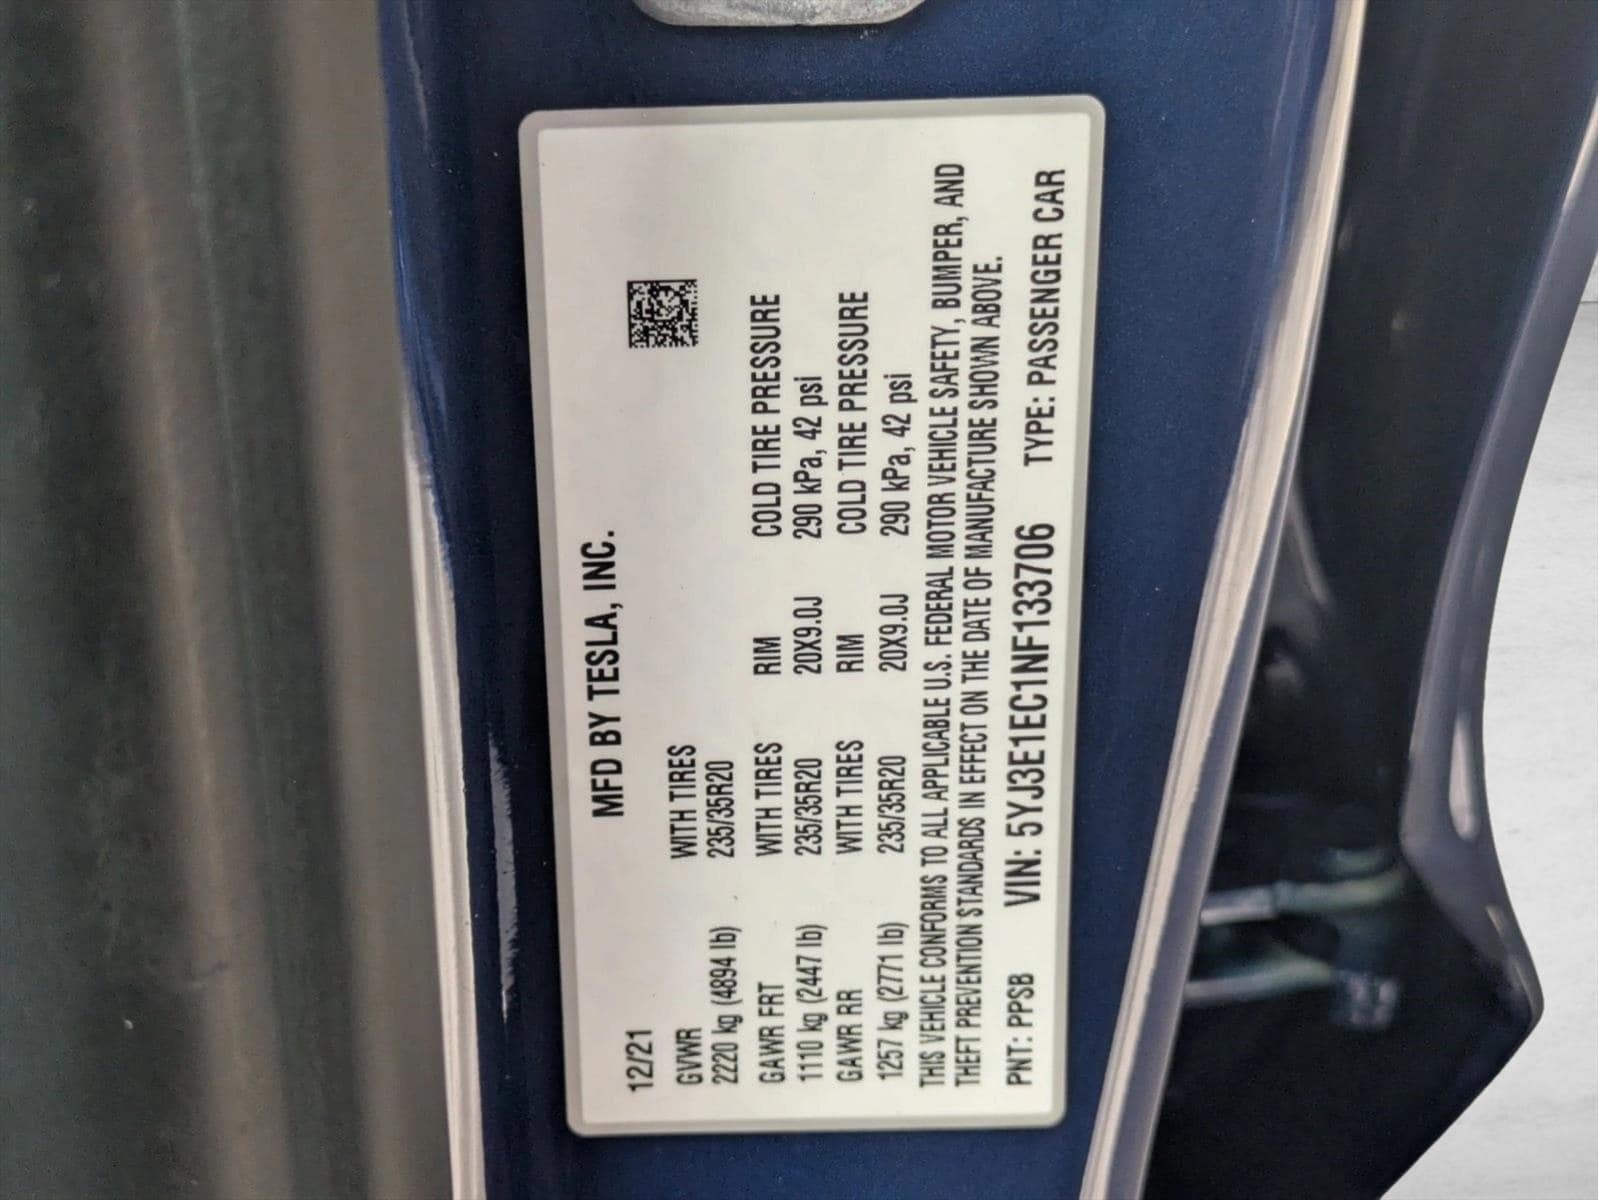 MFD BY TESLA, INC.
12/21
GVWR WITH TIRES
2220 kg (4894 lb) 235/35R20
GAWR FRT WITH TIRES RIM COLD TIRE PRESSURE
1110 kg (2447 lb) 235/35R20 20X9.0J 290 kPa, 42 psi
GAWR RR WITH TIRES RIM COLD TIRE PRESSURE
1257 kg (2771 lb) 235/35R20 20X9.0J 290 kPa, 42 psi
THIS VEHICLE CONFORMS TO ALL APPLICABLE U.S. FEDERAL MOTOR VEHICLE SAFETY, BUMPER, AND
THEFT PREVENTION STANDARDS IN EFFECT ON THE DATE OF MANUFACTURE SHOWN ABOVE.
PNT: PPSB VIN: 5YJ3E1EC1NF133706 TYPE: PASSENGER CAR